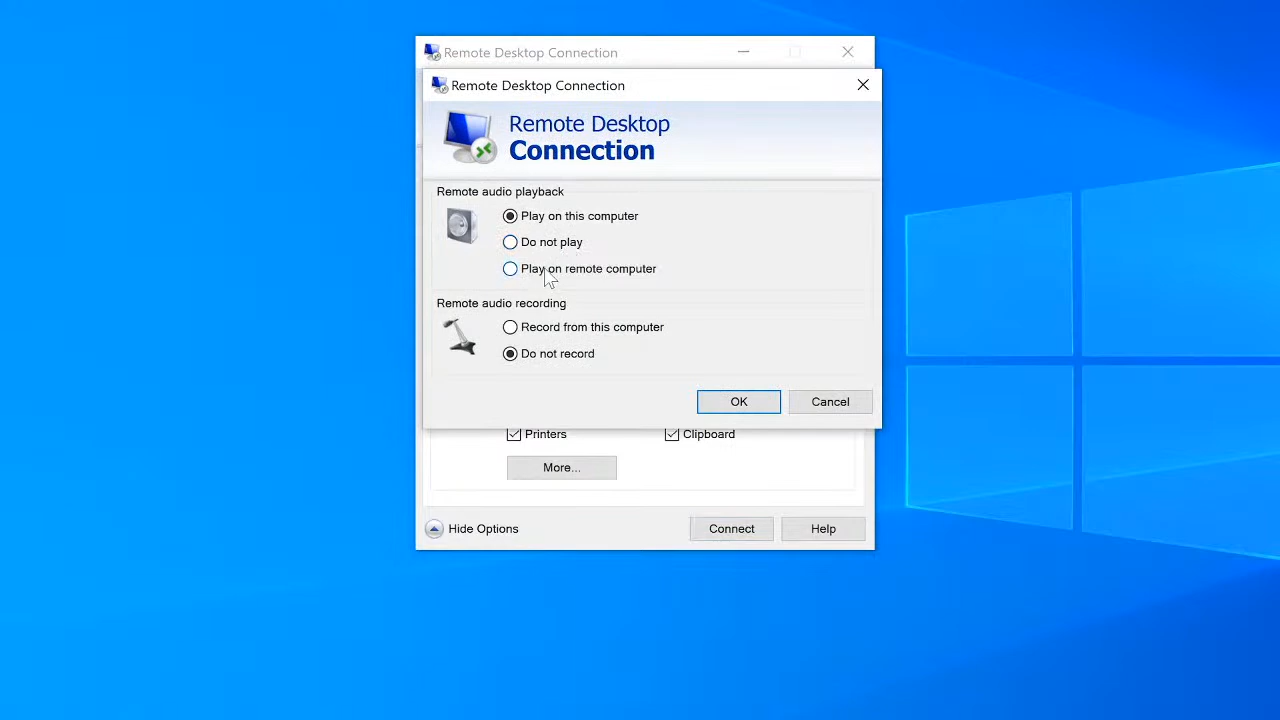 Remote Desktop Connection
Remote Desktop Connection
Remote Desktop
Connection
Remote audio playback
Play on this computer
Do not play
Play on remote computer
Remote audio recording
Record from this computer
Do not record
OK Cancel
Printers Clipboard
More...
Hide Options Connect Help